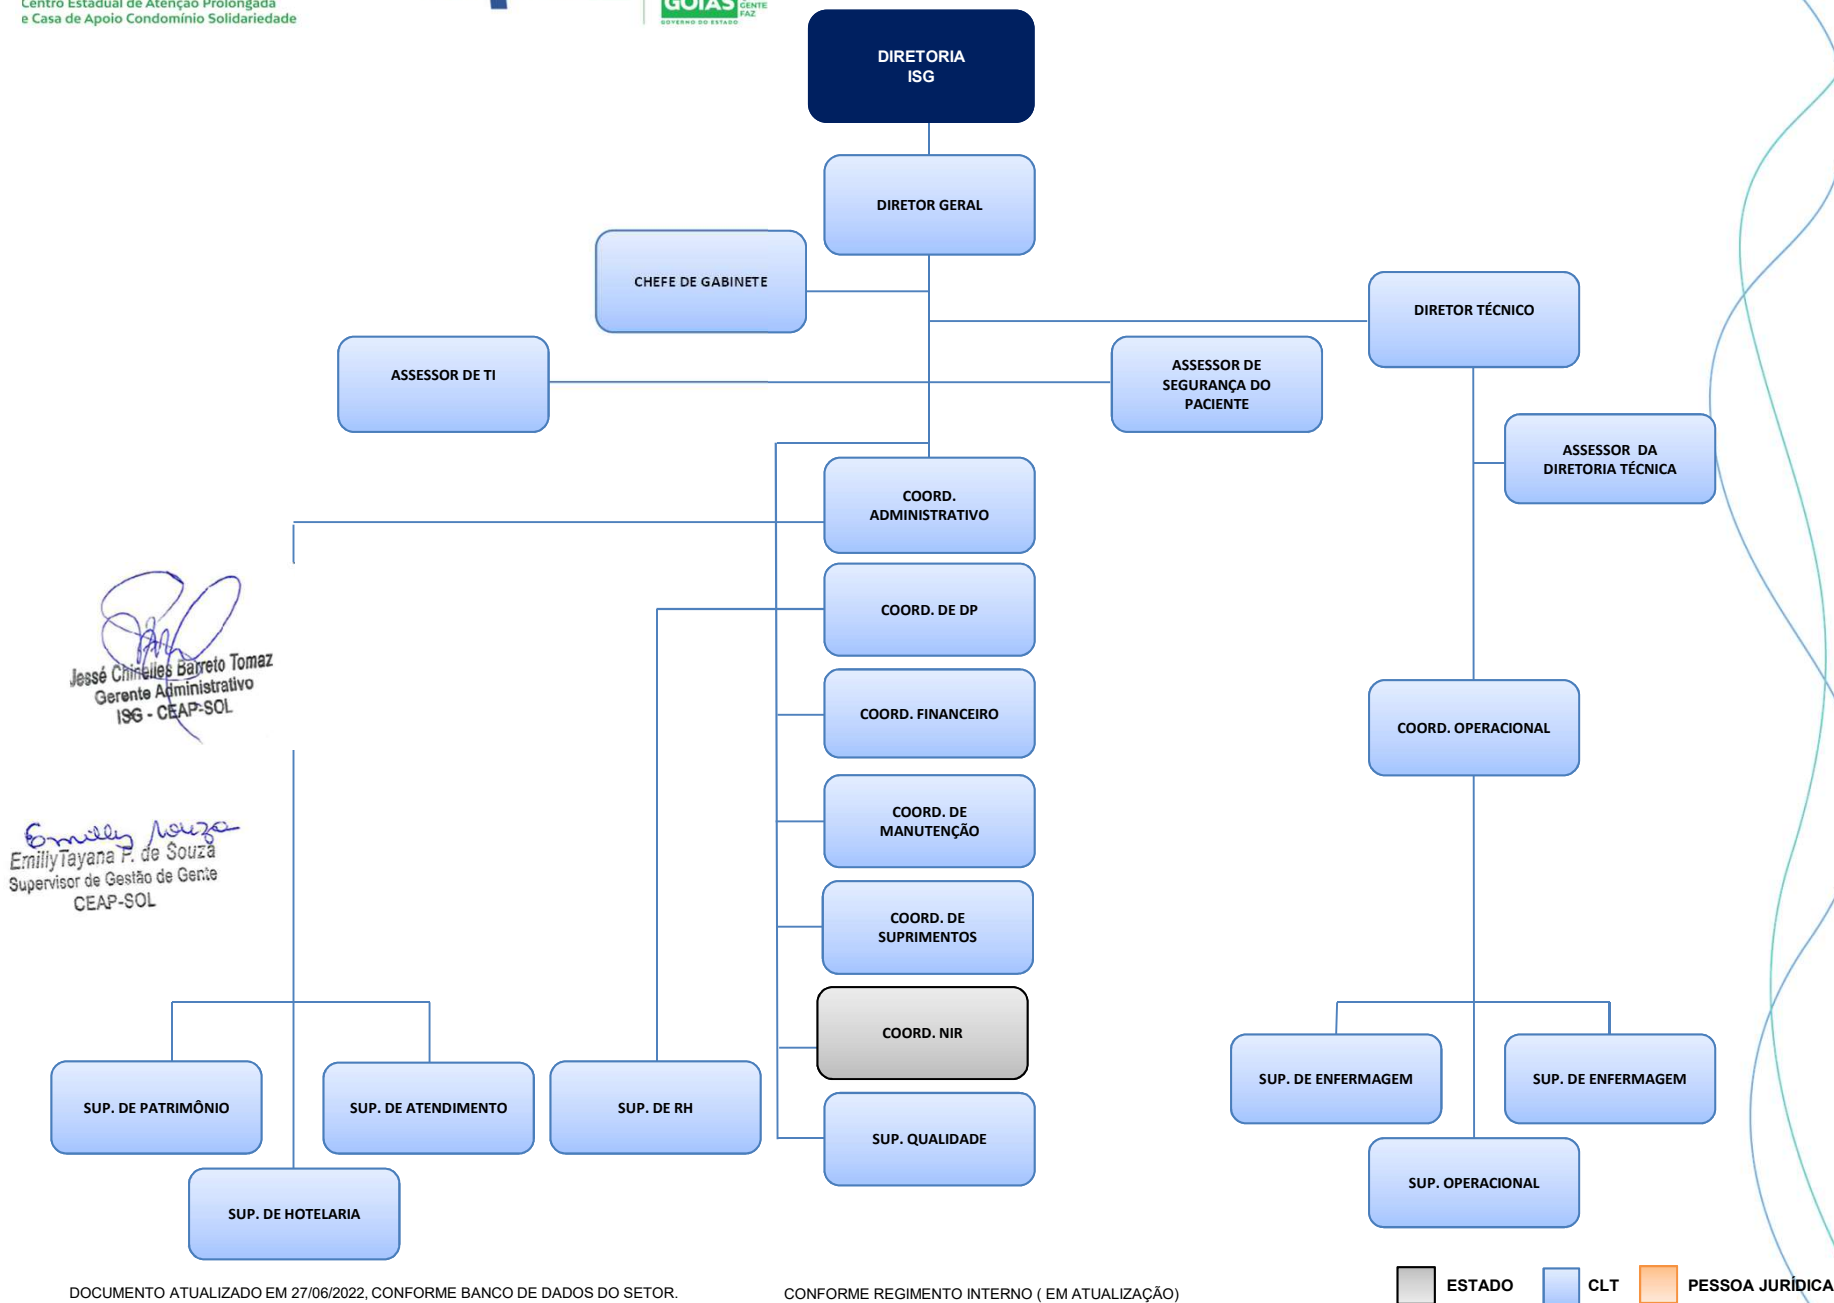 Centro Estadual de Atenção Prolongada
e Casa de Apoio Condomínio Solidariedade
GOIÁS
GENTE
FAZ
GOVERNO DO ESTADO
DIRETORIA
ISG
DIRETOR GERAL
CHEFE DE GABINETE
DIRETOR TÉCNICO
ASSESSOR DE TI
ASSESSOR DE
SEGURANÇA DO
PACIENTE
ASSESSOR DA
DIRETORIA TÉCNICA
COORD.
ADMINISTRATIVO
COORD. DE DP
Jessé Chinelles Barreto Tomaz
Gerente Administrativo
ISG - CEAP-SOL
COORD. FINANCEIRO
COORD. OPERACIONAL
COORD. DE
MANUTENÇÃO
Emilly Souza
Emilly Tayana P. de Souza
Supervisor de Gestão de Gente
CEAP-SOL
COORD. DE
SUPRIMENTOS
COORD. NIR
SUP. DE PATRIMÔNIO
SUP. DE ATENDIMENTO
SUP. DE RH
SUP. QUALIDADE
SUP. DE ENFERMAGEM
SUP. DE ENFERMAGEM
SUP. OPERACIONAL
SUP. DE HOTELARIA
DOCUMENTO ATUALIZADO EM 27/06/2022, CONFORME BANCO DE DADOS DO SETOR.
CONFORME REGIMENTO INTERNO ( EM ATUALIZAÇÃO)
ESTADO
CLT
PESSOA JURÍDICA